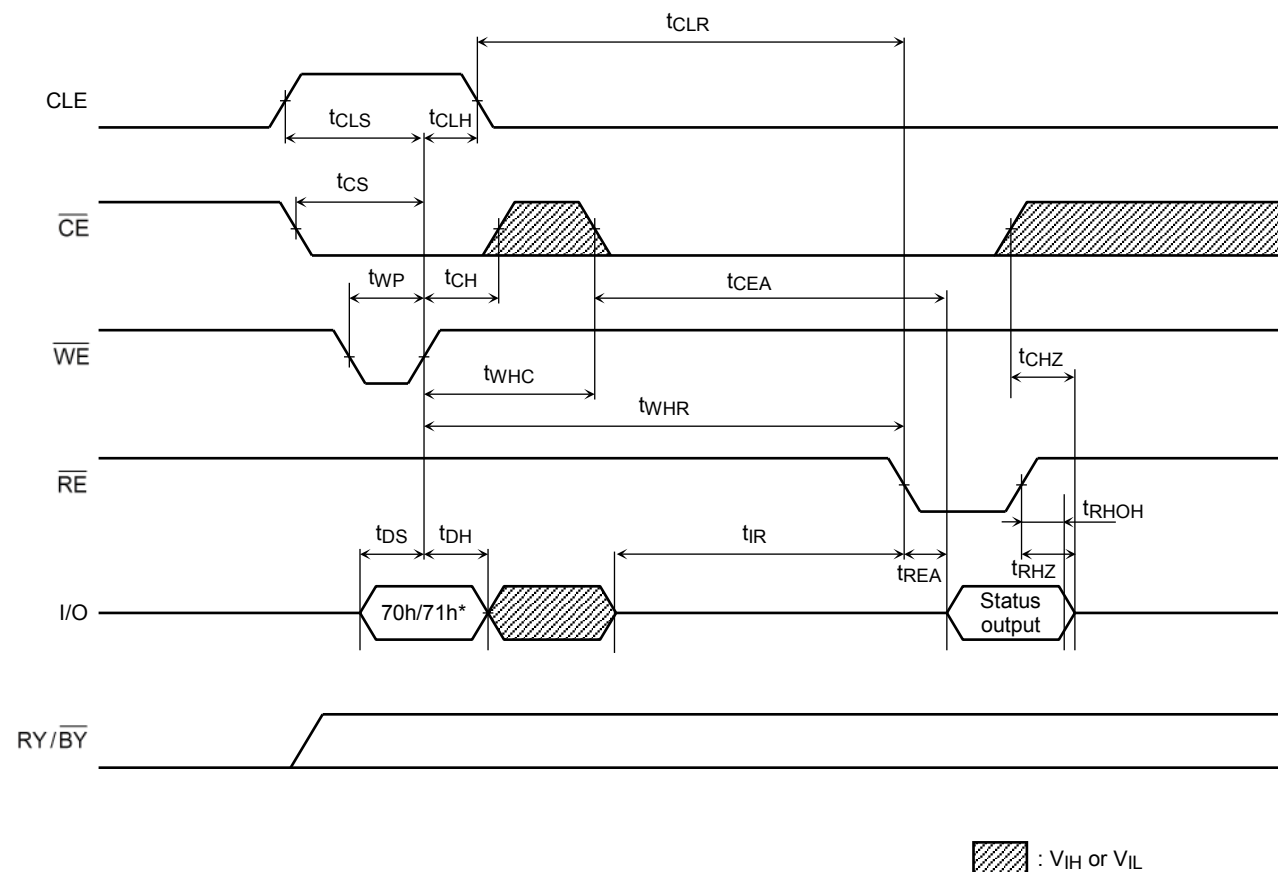 tCLR
CLE
tCLS
tCLH
tCS
CE
tWP
tCH
tCEA
WE
tWHC
tCHZ
tWHR
RE
tDS
tDH
tIR
tREA
tRHOH
tRHZ
I/O
70h/71h*
Status
output
RY/BY
: VIH or VIL